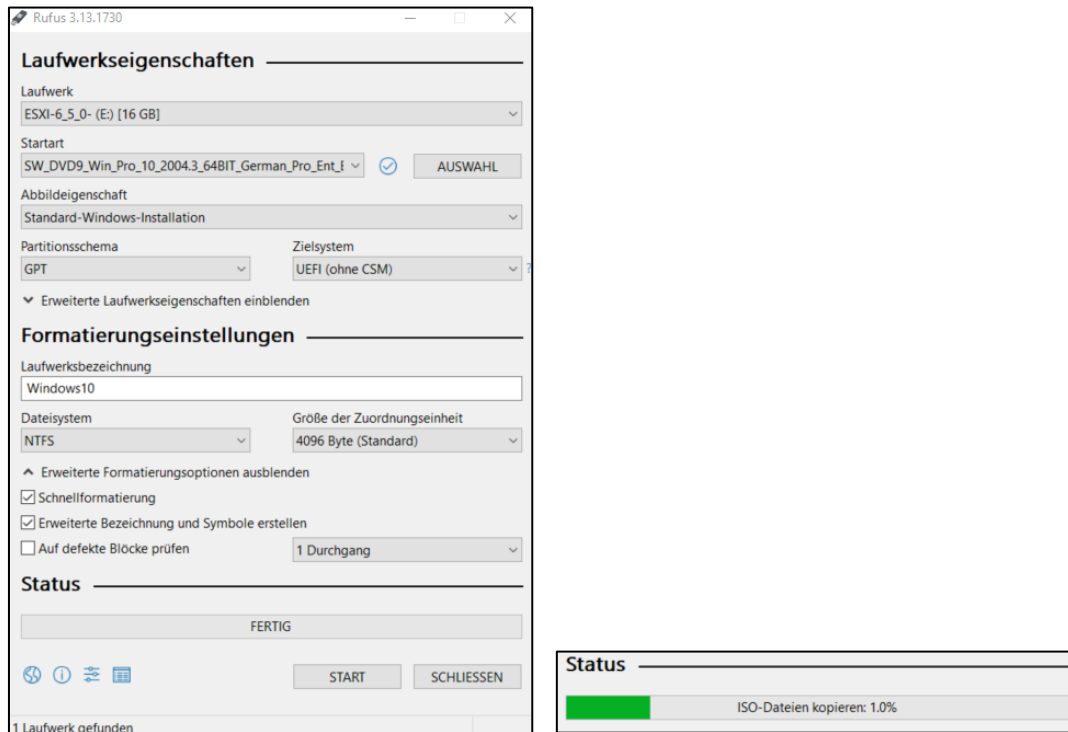 Rufus 3.13.1730
Laufwerkseigenschaften
Laufwerk
ESXI-6_5_0- (E:) [16 GB]
Startart
SW_DVD9_Win_Pro_10_2004.3_64BIT_German_Pro_Ent_E
AUSWAHL
Abbildeigenschaft
Standard-Windows-Installation
Partitionsschema Zielsystem
GPT UEFI (ohne CSM) ?
Erweiterte Laufwerkseigenschaften einblenden
Formatierungseinstellungen
Laufwerksbezeichnung
Windows10
Dateisystem Größe der Zuordnungseinheit
NTFS 4096 Byte (Standard)
Erweiterte Formatierungsoptionen ausblenden
Schnellformatierung
Erweiterte Bezeichnung und Symbole erstellen
Auf defekte Blöcke prüfen 1 Durchgang
Status
FERTIG
START SCHLIESSEN
1 Laufwerk gefunden
Status
ISO-Dateien kopieren: 1.0%